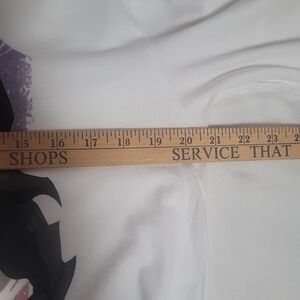 15 16 17 18 19 20 21 22 23
SHOPS SERVICE THAT